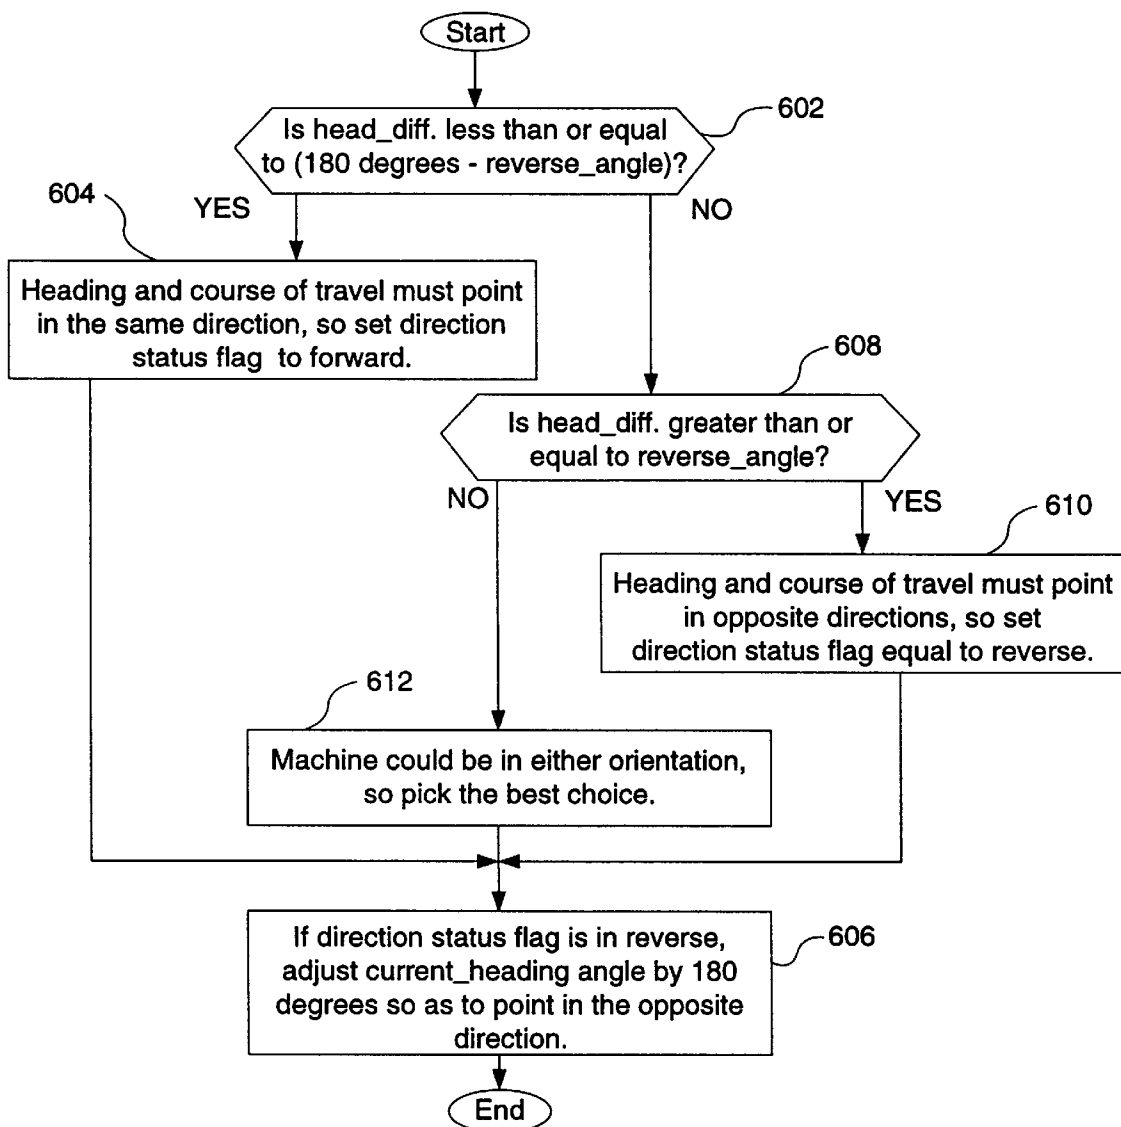 Start
Is head_diff. less than or equal
to (180 degrees - reverse_angle)?
602
604
YES
NO
Heading and course of travel must point
in the same direction, so set direction
status flag to forward.
608
Is head_diff. greater than or
equal to reverse_angle?
NO
YES
610
Heading and course of travel must point
in opposite directions, so set
direction status flag equal to reverse.
612
Machine could be in either orientation,
so pick the best choice.
606
If direction status flag is in reverse,
adjust current_heading angle by 180
degrees so as to point in the opposite
direction.
End